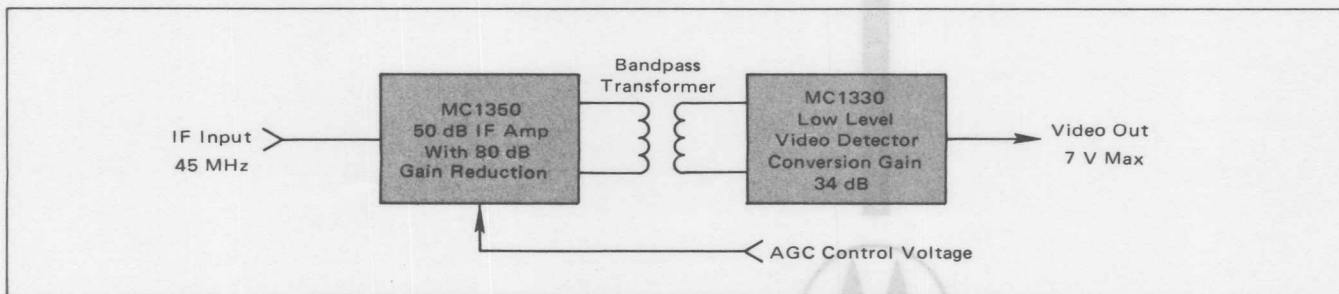 IF Input
45 MHz
MC1350
50 dB IF Amp
With 80 dB
Gain Reduction
Bandpass
Transformer
MC1330
Low Level
Video Detector
Conversion Gain
34 dB
Video Out
7 V Max
AGC Control Voltage